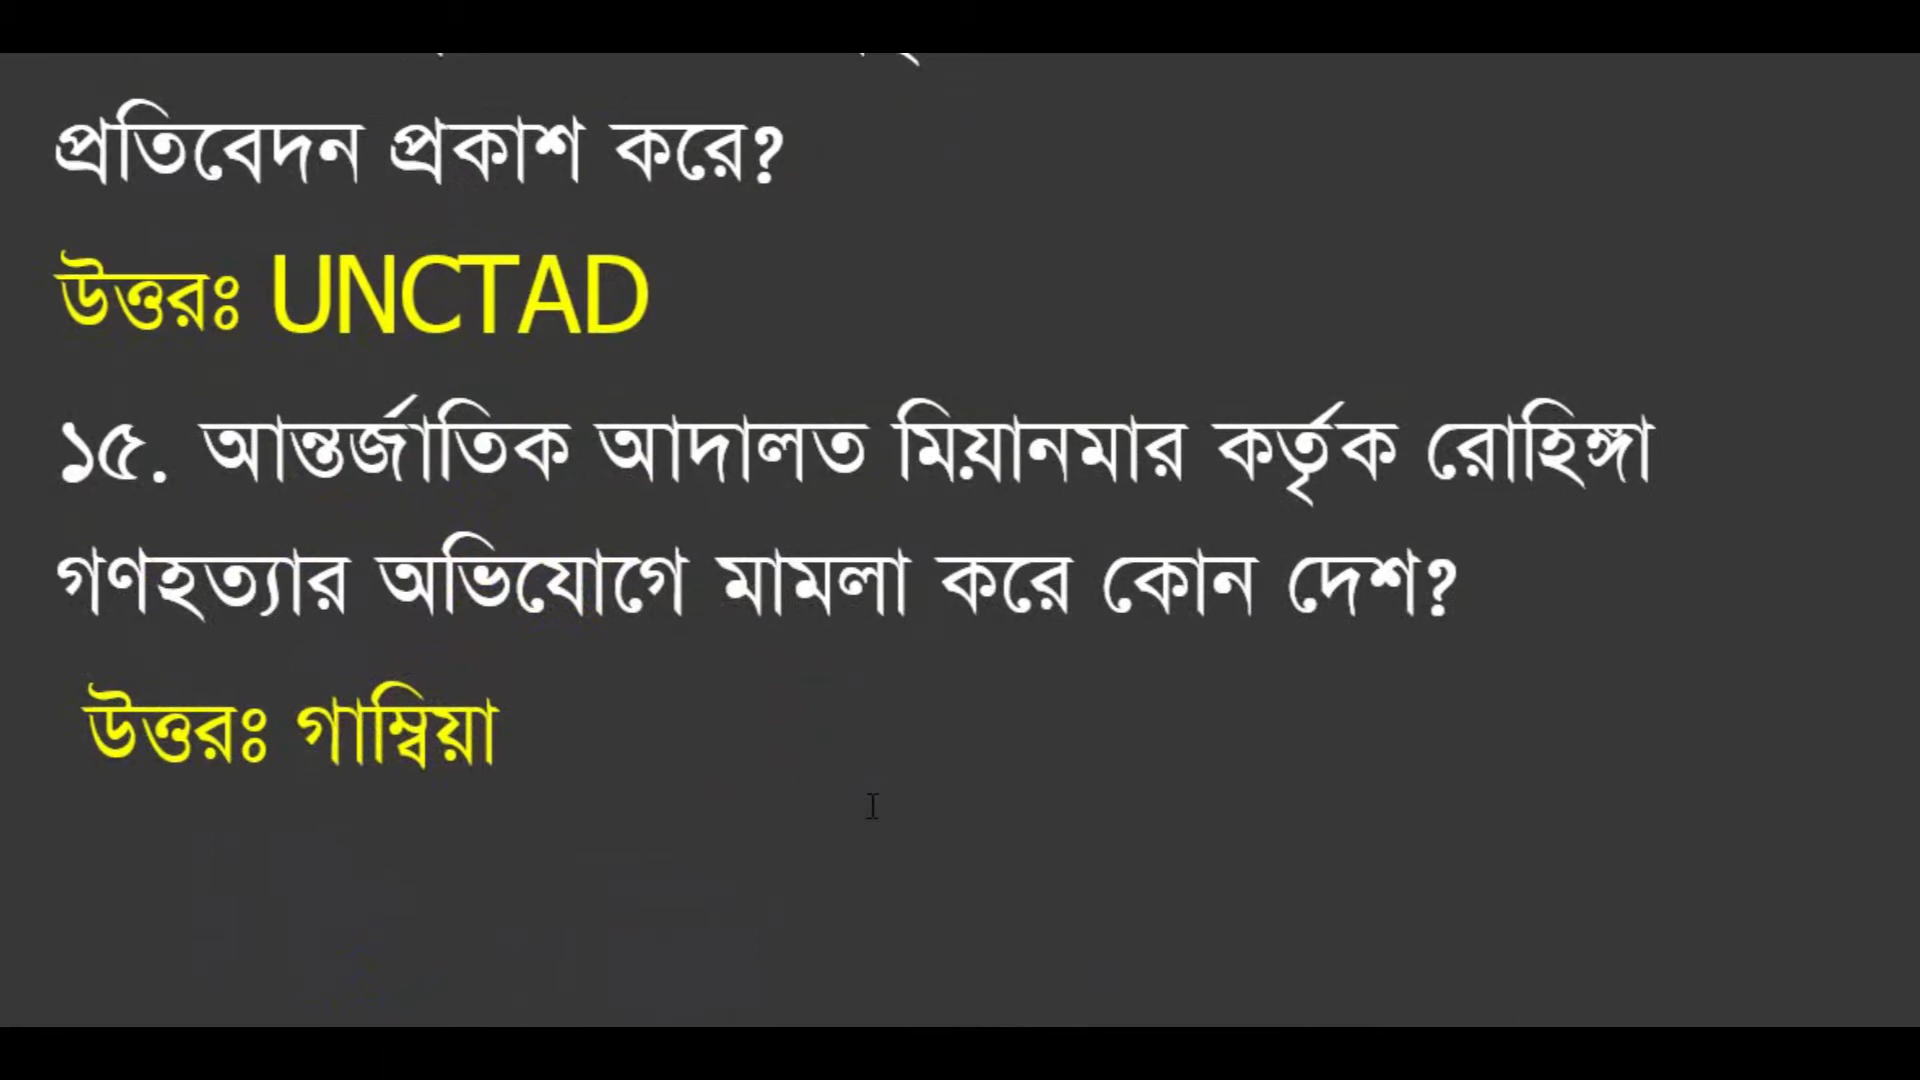 প্রতিবেদন প্রকাশ করে?
উত্তরঃ UNCTAD
১৫. আন্তর্জাতিক আদালত মিয়ানমার কর্তৃক রোহিঙ্গা
গণহত্যার অভিযোগে মামলা করে কোন দেশ?
উত্তরঃ গাম্বিয়া